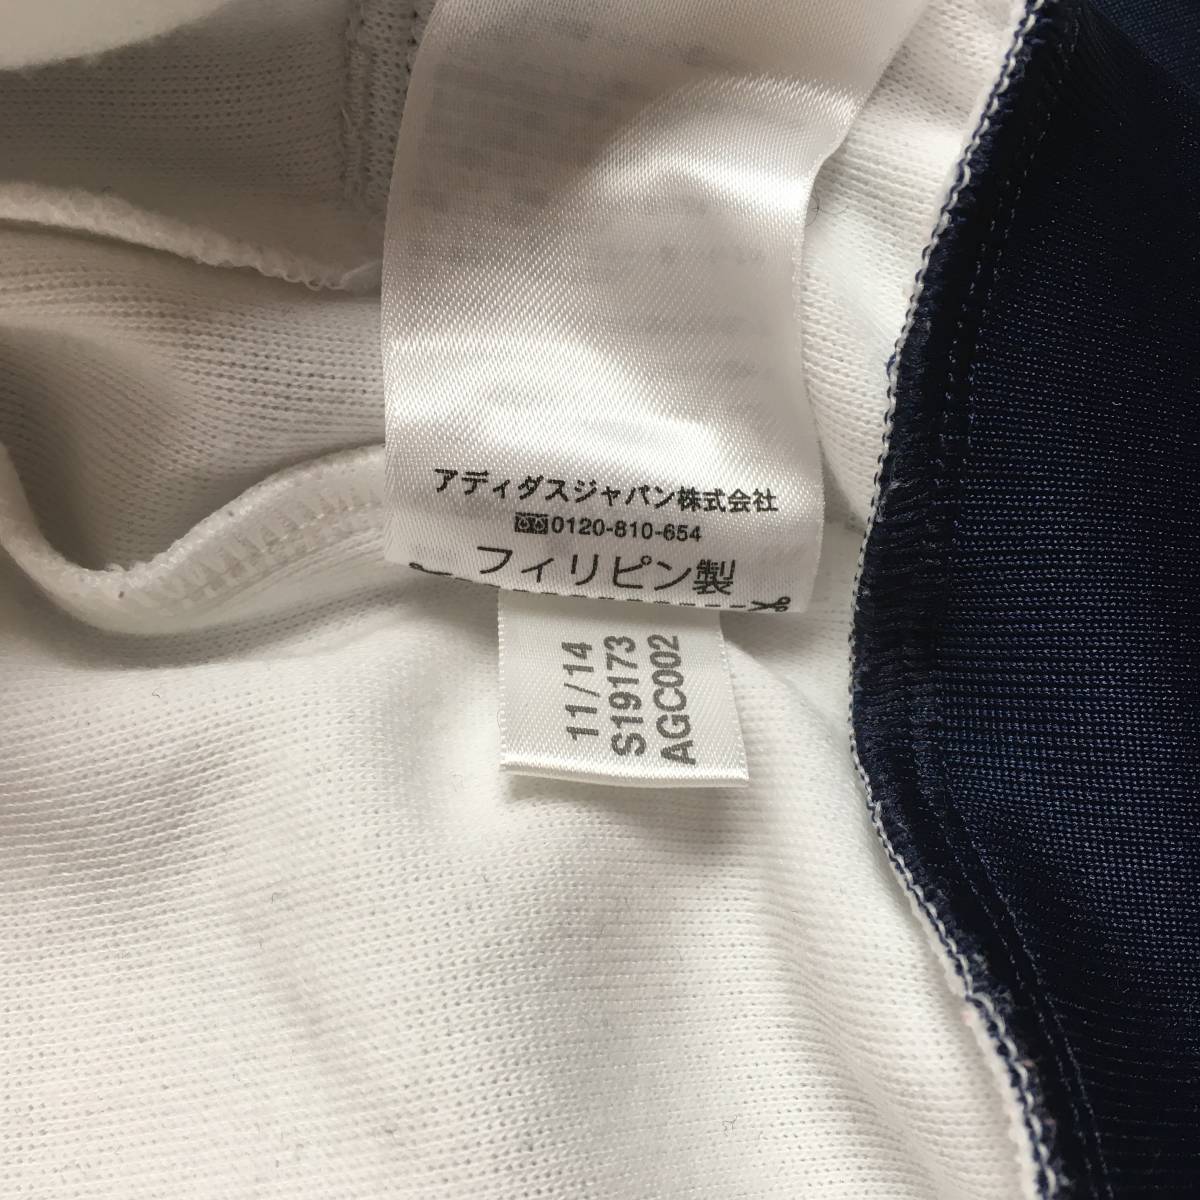 アディダスジャパン株式会社
0120-810-654
フィリピン製
11/14
S19173
AGC002